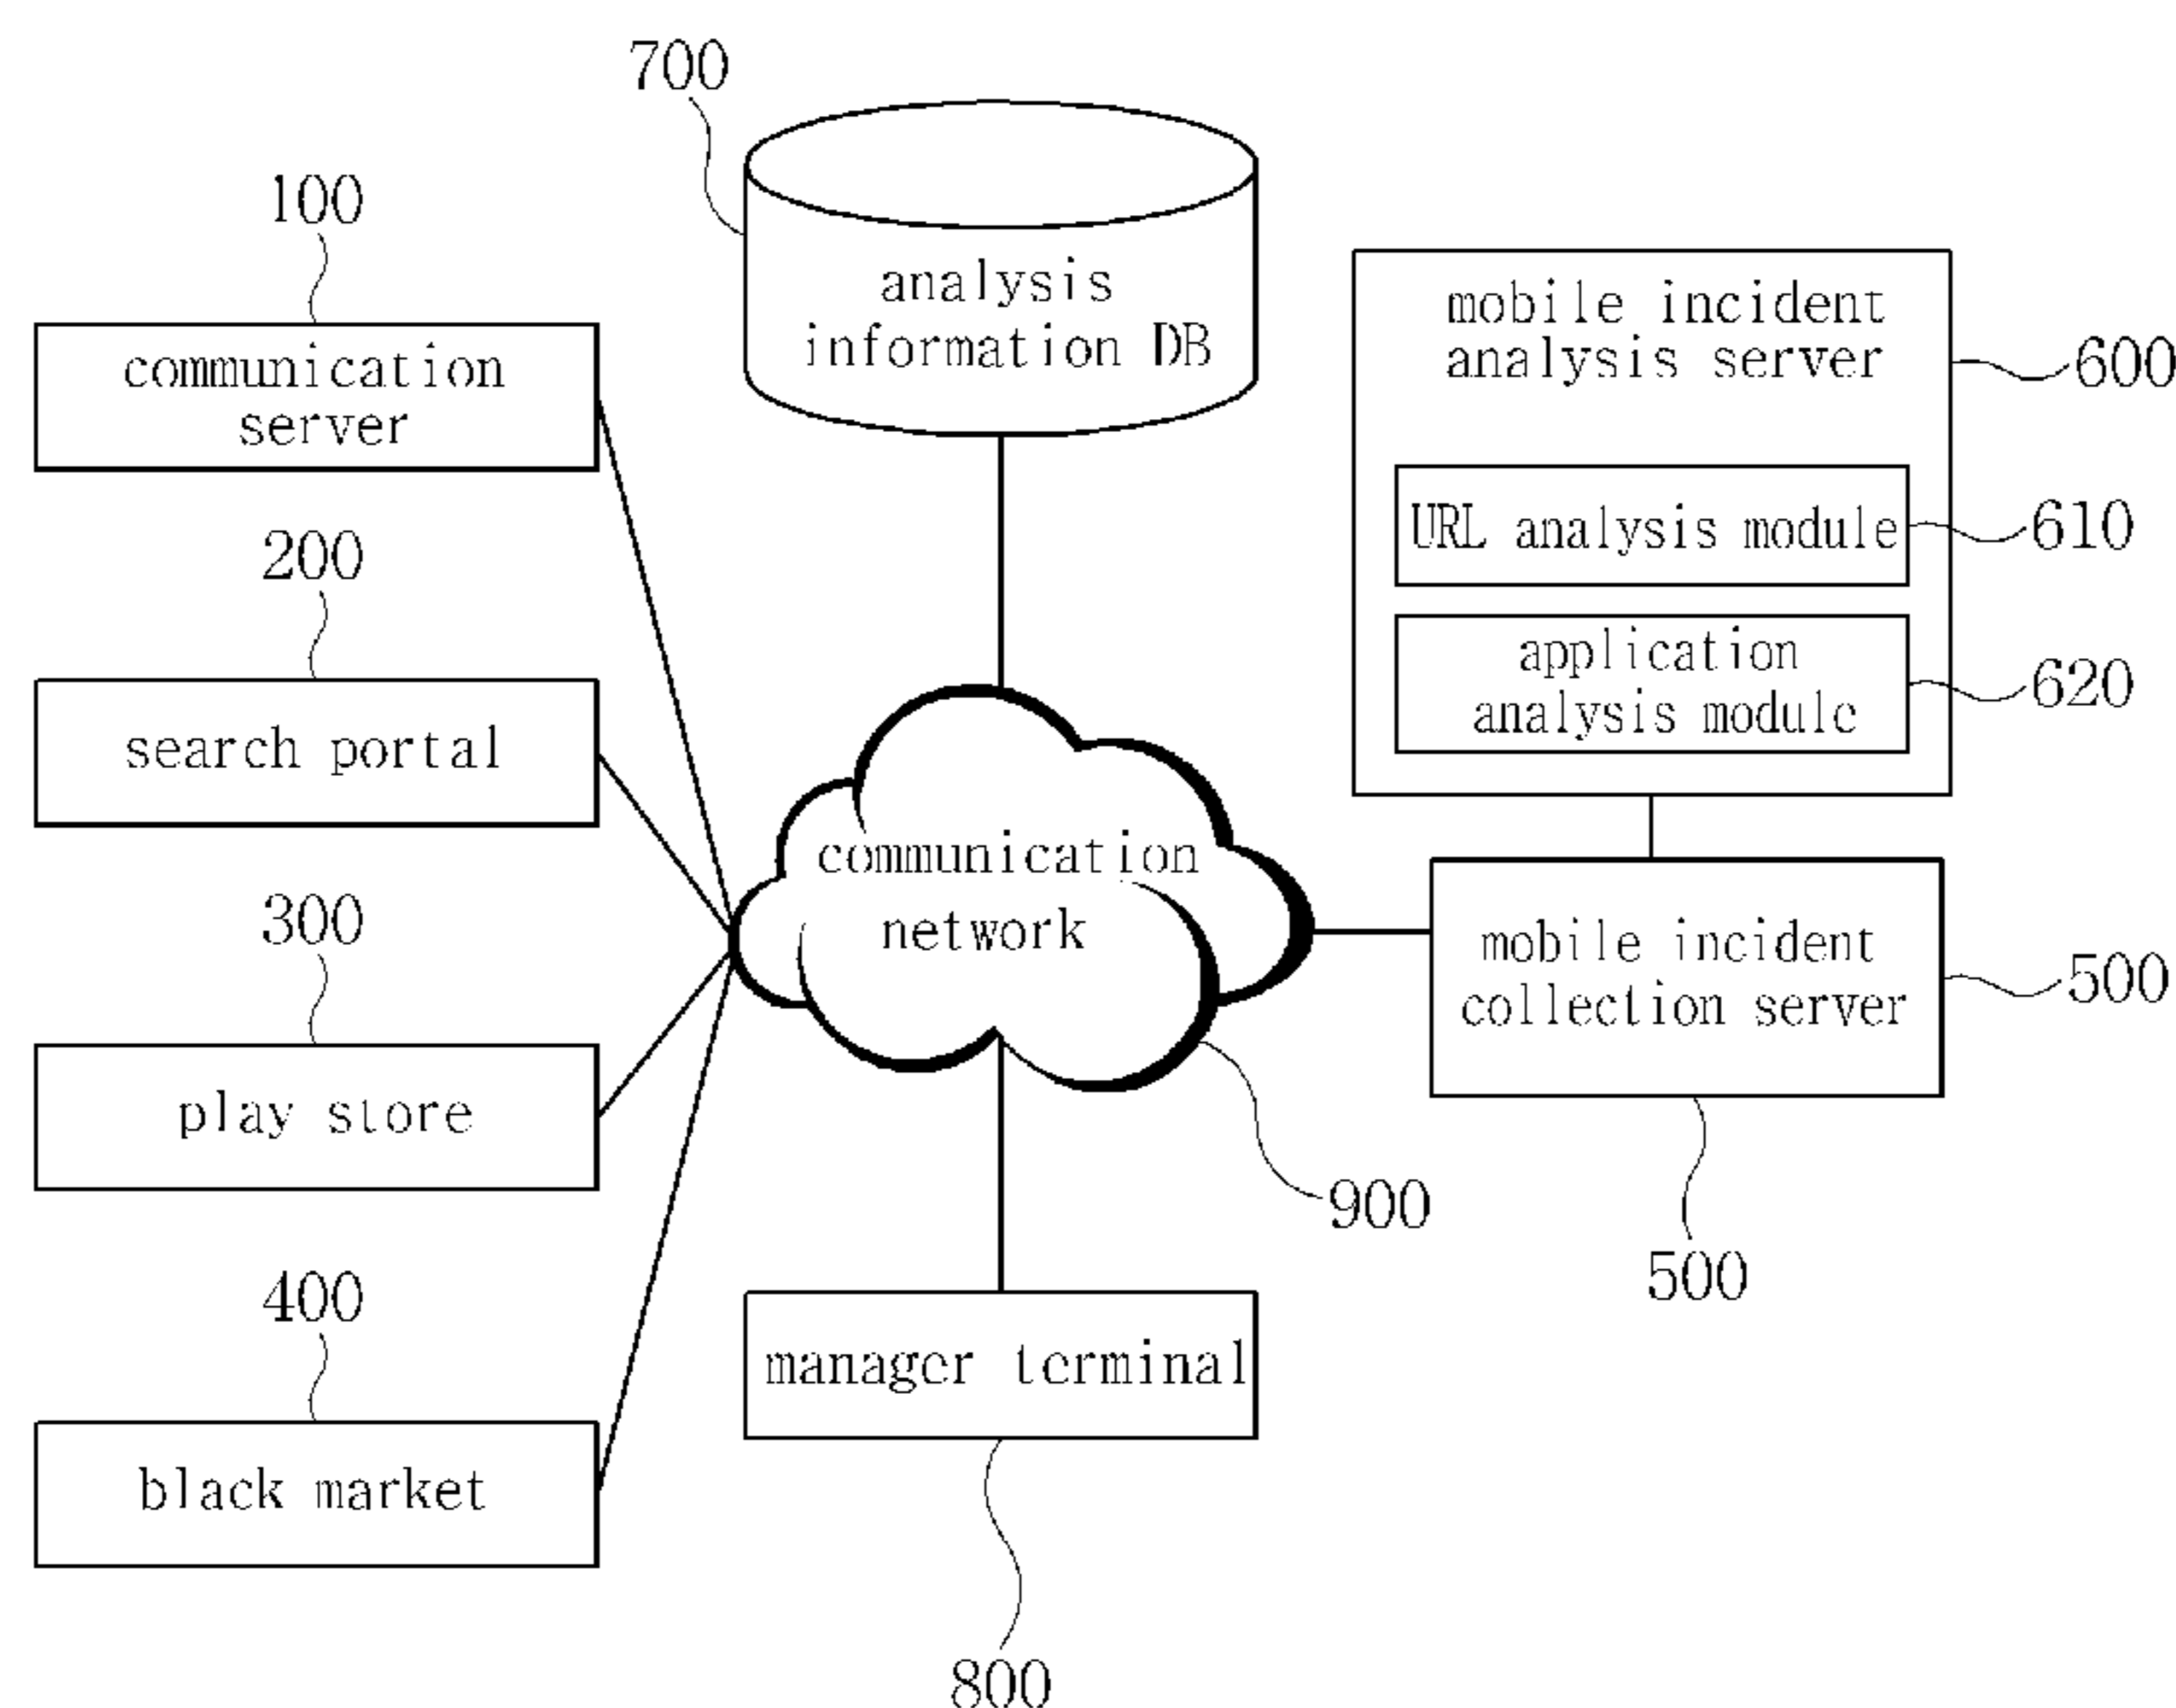 700
analysis
information DB
100
communication
server
200
search portal
300
play store
400
black market
communication
network
900
manager terminal
800
mobile incident
analysis server
600
URL analysis module
610
application
analysis module
620
mobile incident
collection server
500
500